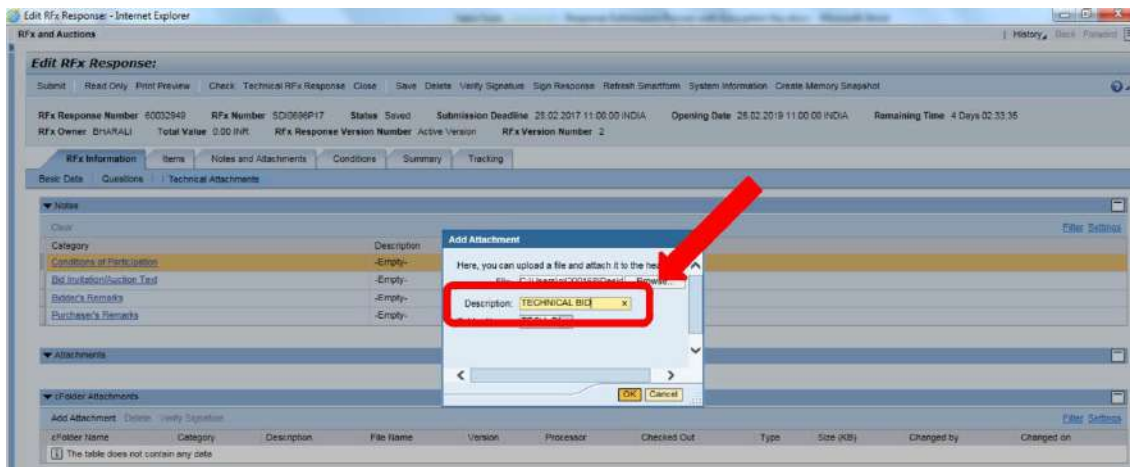 Edit RFx Response: - Internet Explorer
RFx and Auctions
History Back Forward
Edit RFx Response:
Submit Read Only Print Preview Check Technical RFx Response Close Save Delete Verify Signature Sign Response Refresh Smartform System Information Create Memory Snapshot
RFx Response Number 60032949 RFx Number SDI0696P17 Status Saved Submission Deadline 28.02.2017 11:00:00 INDIA Opening Date 28.02.2019 11:00:00 INDIA Remaining Time 4 Days 02:33:36
RFx Owner BHARALI Total Value 0.00 INR RFx Response Version Number Active Version RFx Version Number 2
RFx Information Items Notes and Attachments Conditions Summary Tracking
Basic Data Questions Technical Attachments
Notes
Clear Filter Settings
Category Description
Conditions of Participation -Empty-
Bid Invitation/Auction Text -Empty-
Bidder's Remarks -Empty-
Purchaser's Remarks -Empty-
Add Attachment
Here, you can upload a file and attach it to the
File: Browse...
Description: TECHNICAL BID x
OK Cancel
Attachments
cFolder Attachments
Add Attachment Delete Verify Signature Filter Settings
cFolder Name Category Description File Name Version Processor Checked Out Type Size (KB) Changed by Changed on
The table does not contain any data